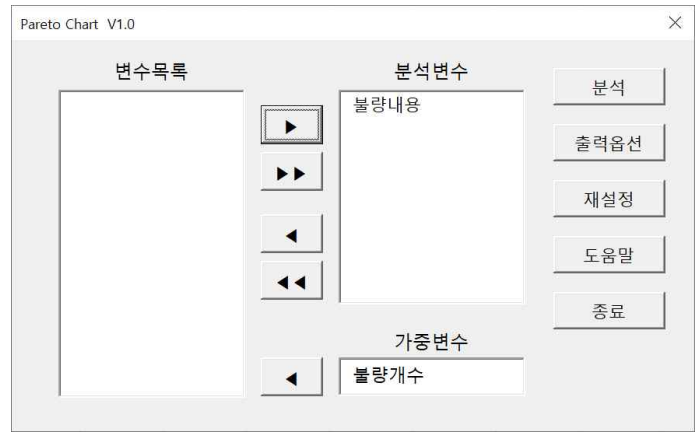 Pareto Chart V1.0
변수목록
분석변수
불량내용
▶
▶▶
◀
◀◀
가중변수
◀
불량개수
분석
출력옵션
재설정
도움말
종료